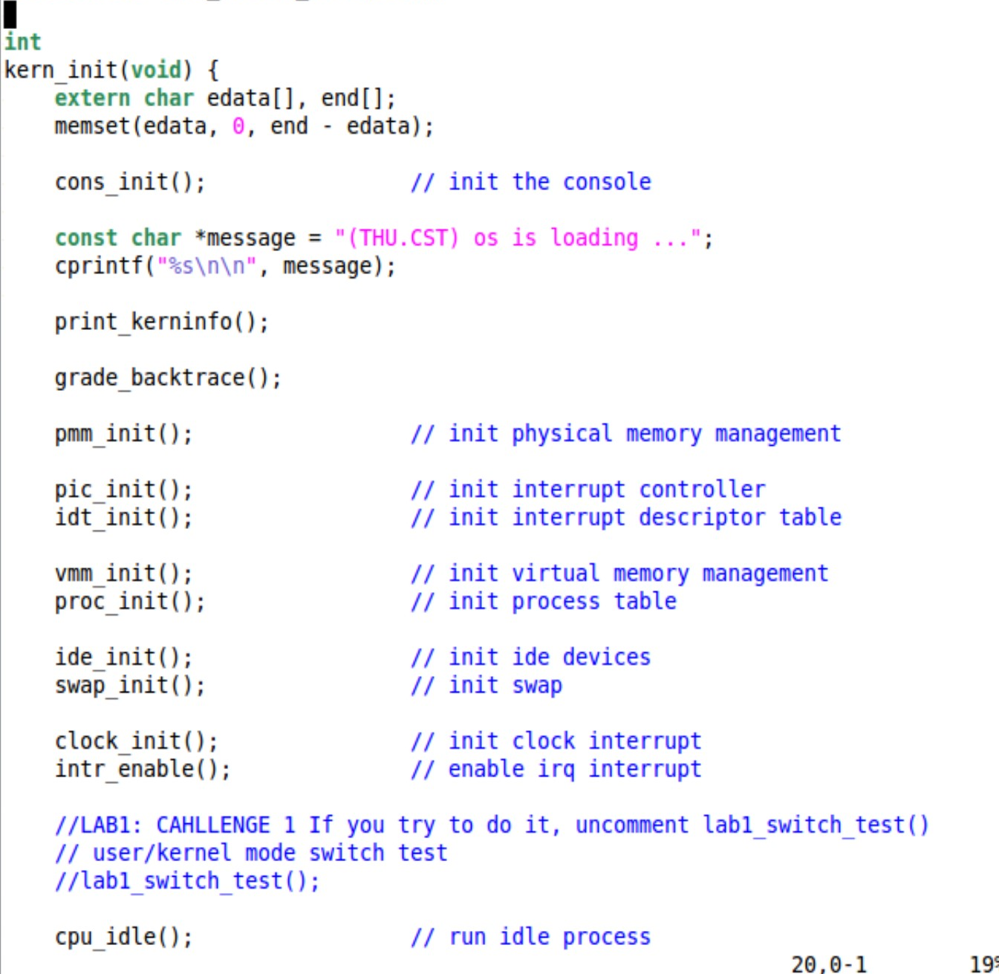 int
kern_init(void) {
    extern char edata[], end[];
    memset(edata, 0, end - edata);
    cons_init();                // init the console
    const char *message = "(THU.CST) os is loading ...";
    cprintf("%s\n\n", message);
    print_kerninfo();
    grade_backtrace();
    pmm_init();                 // init physical memory management
    pic_init();                 // init interrupt controller
    idt_init();                 // init interrupt descriptor table
    vmm_init();                 // init virtual memory management
    proc_init();                // init process table
    ide_init();                 // init ide devices
    swap_init();                // init swap
    clock_init();               // init clock interrupt
    intr_enable();              // enable irq interrupt
    //LAB1: CAHLLENGE 1 If you try to do it, uncomment lab1_switch_test()
    // user/kernel mode switch test
    //lab1_switch_test();
    cpu_idle();                 // run idle process
20,0-1 19%